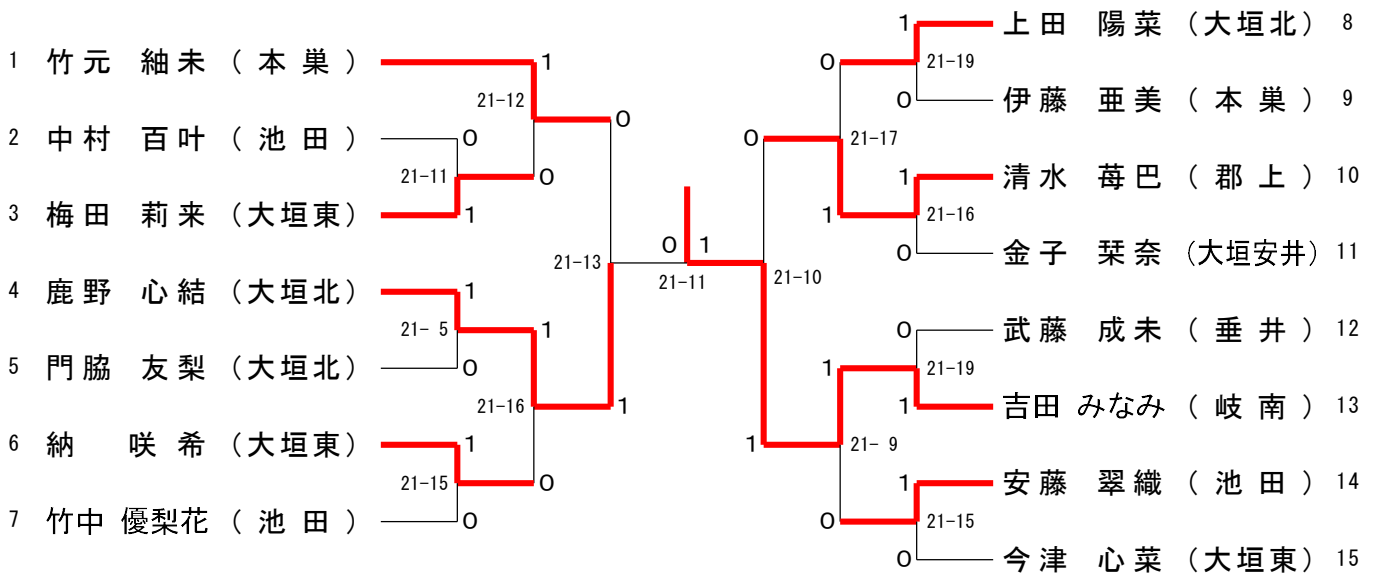 1 竹元 紬未 (本巣)
2 中村 百叶 (池田)
3 梅田 莉来 (大垣東)
4 鹿野 心結 (大垣北)
5 門脇 友梨 (大垣北)
6 納 咲希 (大垣東)
7 竹中 優梨花 (池田)
1
21-12
0
0
21-11
0
1
21-13
1
21- 5
1
0
21-16
1
1
21-15
0
0
0 1
21-11
1
0
21-19
0
0
21-17
1
21-16
1
0
21-10
0
1
21-19
1
1
21- 9
1
21-15
0
0
上田 陽菜 (大垣北) 8
伊藤 亜美 (本巣) 9
清水 苺巴 (郡上) 10
金子 栞奈 (大垣安井) 11
武藤 成未 (垂井) 12
吉田 みなみ (岐南) 13
安藤 翠織 (池田) 14
今津 心菜 (大垣東) 15